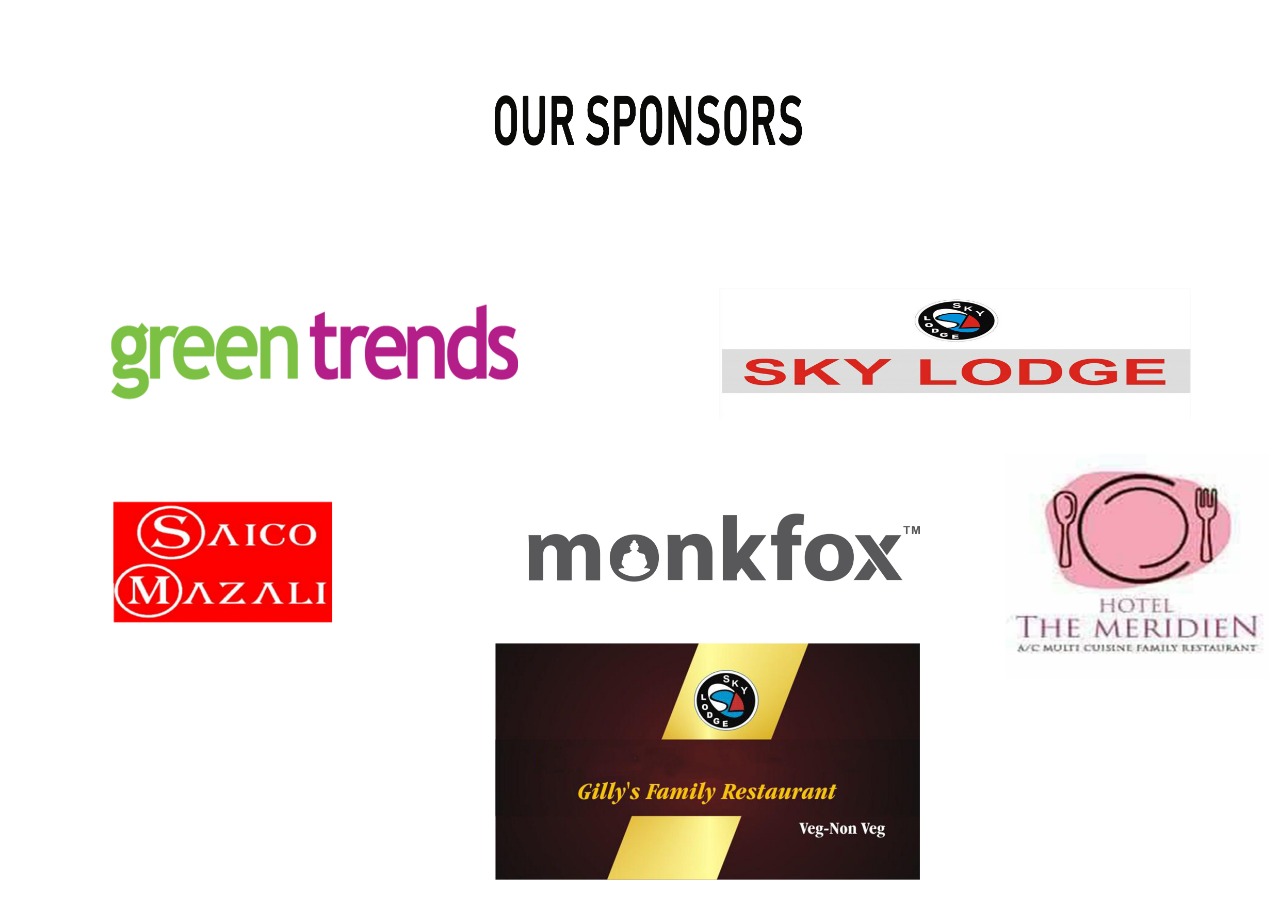 OUR SPONSORS
green trends
SKY LODGE
SKY LODGE
SAICO
MAZALI
monkfox™
HOTEL
THE MERIDIEN
A/C MULTI CUISINE FAMILY RESTAURANT
SKY LODGE
Gilly's Family Restaurant
Veg-Non Veg